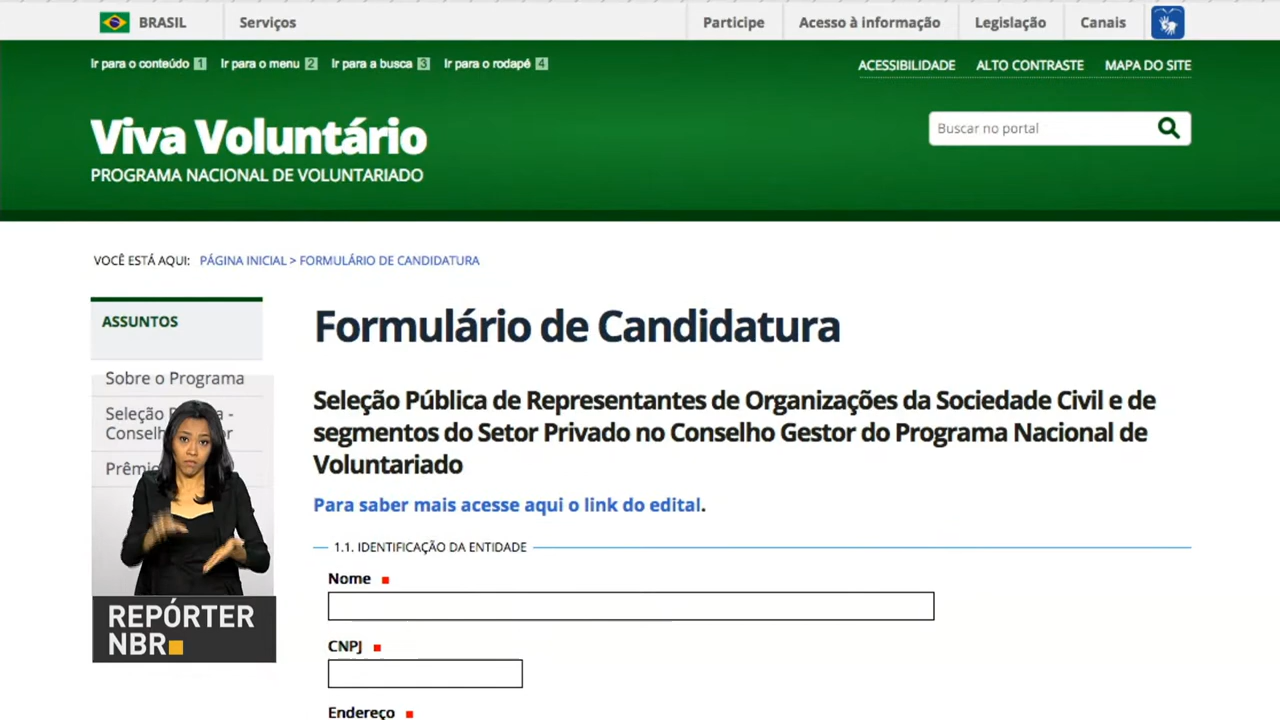 BRASIL
Serviços
Participe
Acesso à informação
Legislação
Canais
Ir para o conteúdo 1
Ir para o menu 2
Ir para a busca 3
Ir para o rodapé 4
ACESSIBILIDADE
ALTO CONTRASTE
MAPA DO SITE
Viva Voluntário
PROGRAMA NACIONAL DE VOLUNTARIADO
Buscar no portal
VOCÊ ESTÁ AQUI: PÁGINA INICIAL > FORMULÁRIO DE CANDIDATURA
ASSUNTOS
Sobre o Programa
Seleção -
REPÓRTER
NBR
Formulário de Candidatura
Seleção Pública de Representantes de Organizações da Sociedade Civil e de
segmentos do Setor Privado no Conselho Gestor do Programa Nacional de
Voluntariado
Para saber mais acesse aqui o link do edital.
1.1. IDENTIFICAÇÃO DA ENTIDADE
Nome
CNPJ
Endereço